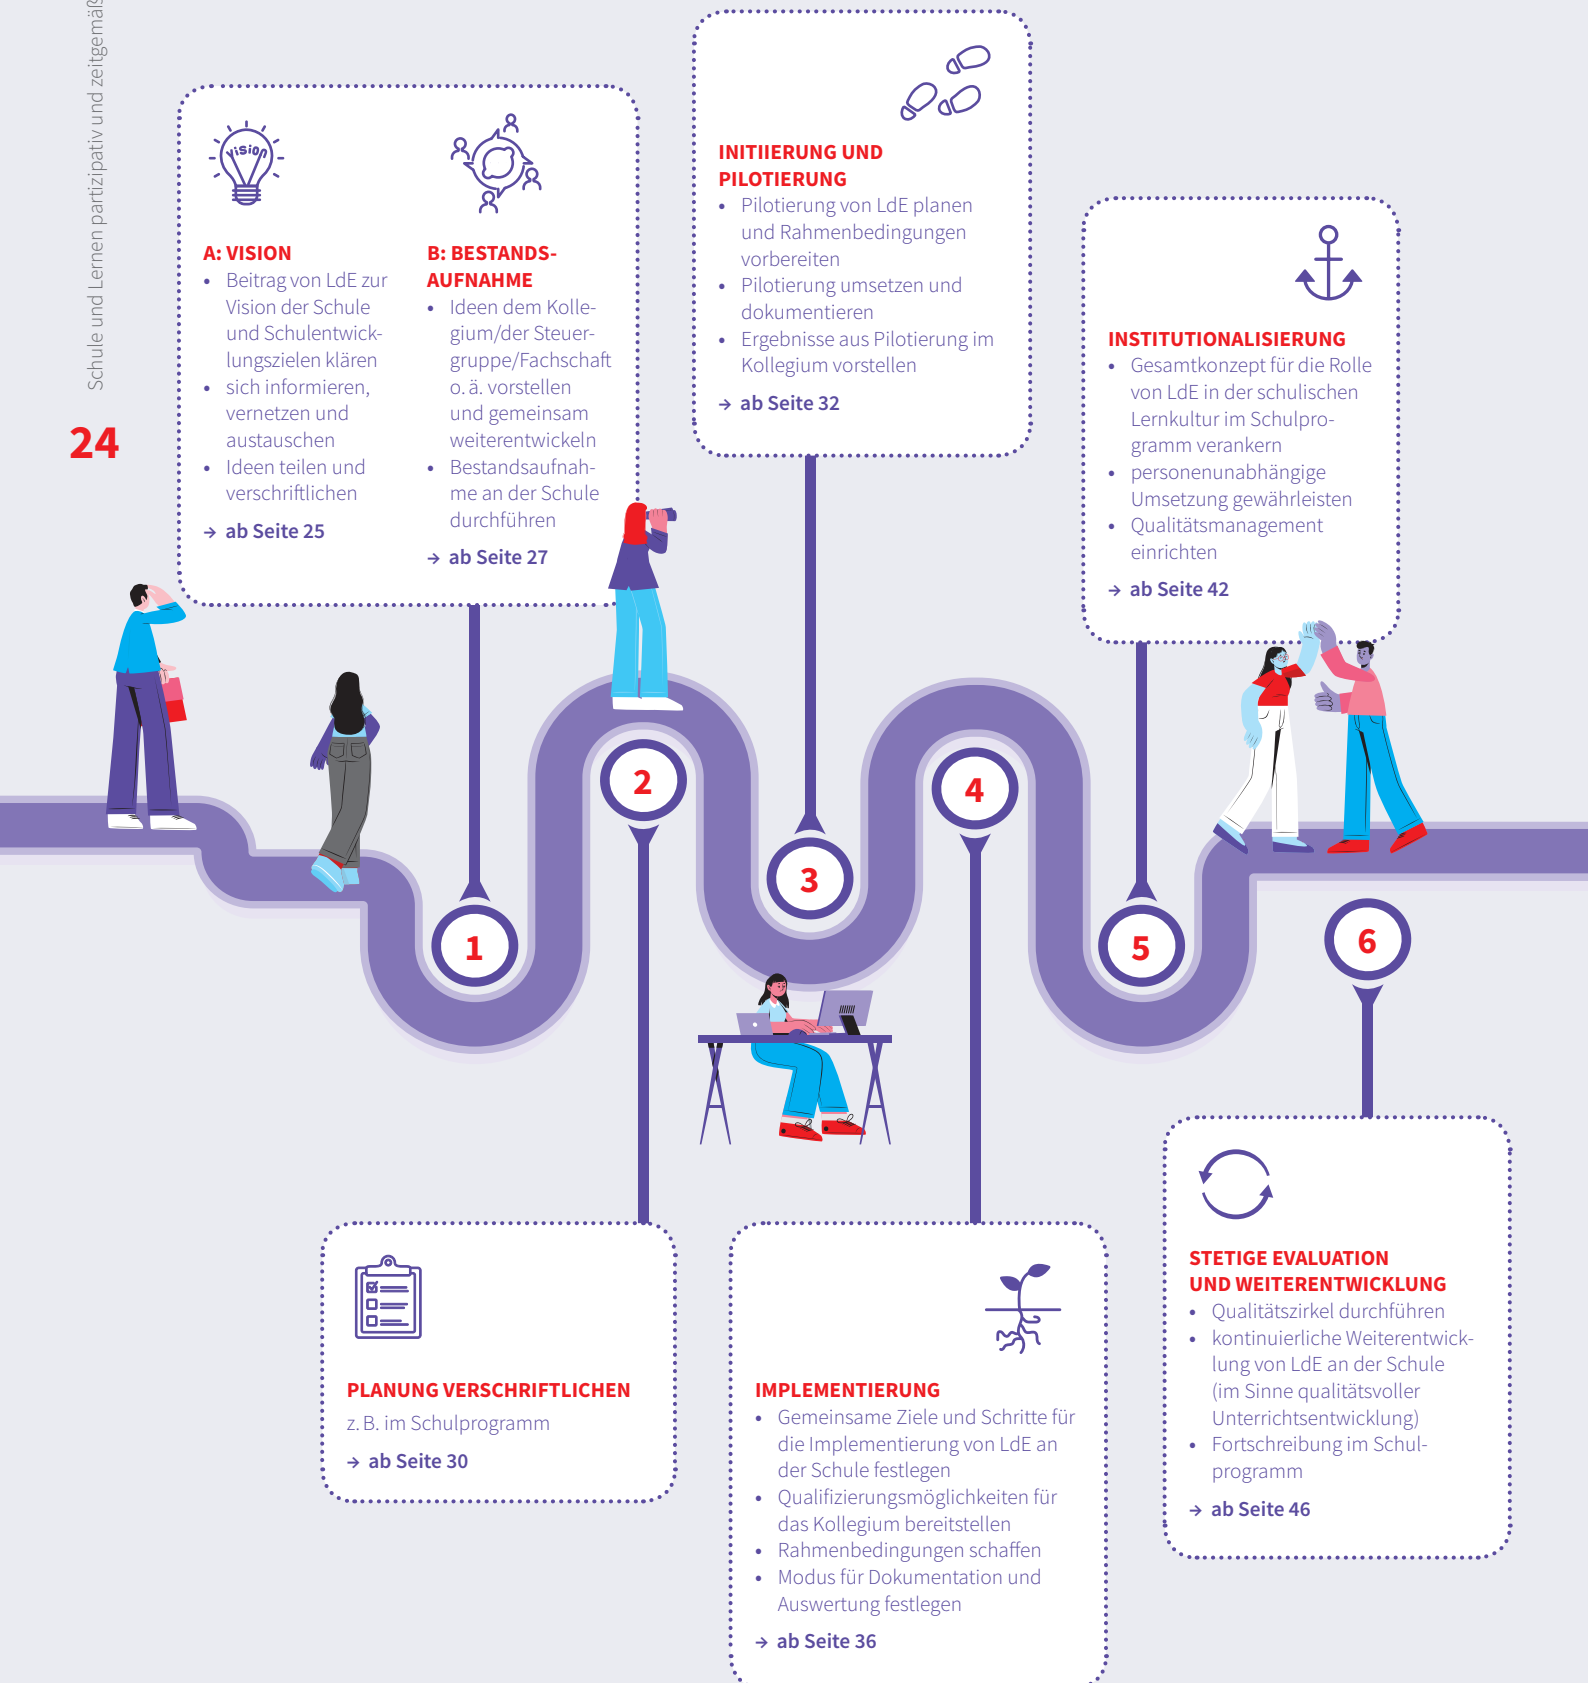 Schule und Lernen partizipativ und zeitgemäß
24
vision
A: VISION
• Beitrag von LdE zur
Vision der Schule
und Schulentwick-
lungszielen klären
• sich informieren,
vernetzen und
austauschen
• Ideen teilen und
verschriftlichen
→ ab Seite 25
B: BESTANDS-
AUFNAHME
• Ideen dem Kolle-
gium/der Steuer-
gruppe/Fachschaft
o. ä. vorstellen
und gemeinsam
weiterentwickeln
• Bestandsaufnah-
me an der Schule
durchführen
→ ab Seite 27
INITIIERUNG UND
PILOTIERUNG
• Pilotierung von LdE planen
und Rahmenbedingungen
vorbereiten
• Pilotierung umsetzen und
dokumentieren
• Ergebnisse aus Pilotierung im
Kollegium vorstellen
→ ab Seite 32
INSTITUTIONALISIERUNG
• Gesamtkonzept für die Rolle
von LdE in der schulischen
Lernkultur im Schulpro-
gramm verankern
• personenunabhängige
Umsetzung gewährleisten
• Qualitätsmanagement
einrichten
→ ab Seite 42
1
2
3
4
5
6
PLANUNG VERSCHRIFTLICHEN
z. B. im Schulprogramm
→ ab Seite 30
IMPLEMENTIERUNG
• Gemeinsame Ziele und Schritte für
die Implementierung von LdE an
der Schule festlegen
• Qualifizierungsmöglichkeiten für
das Kollegium bereitstellen
• Rahmenbedingungen schaffen
• Modus für Dokumentation und
Auswertung festlegen
→ ab Seite 36
STETIGE EVALUATION
UND WEITERENTWICKLUNG
• Qualitätszirkel durchführen
• kontinuierliche Weiterentwick-
lung von LdE an der Schule
(im Sinne qualitätsvoller
Unterrichtsentwicklung)
• Fortschreibung im Schul-
programm
→ ab Seite 46